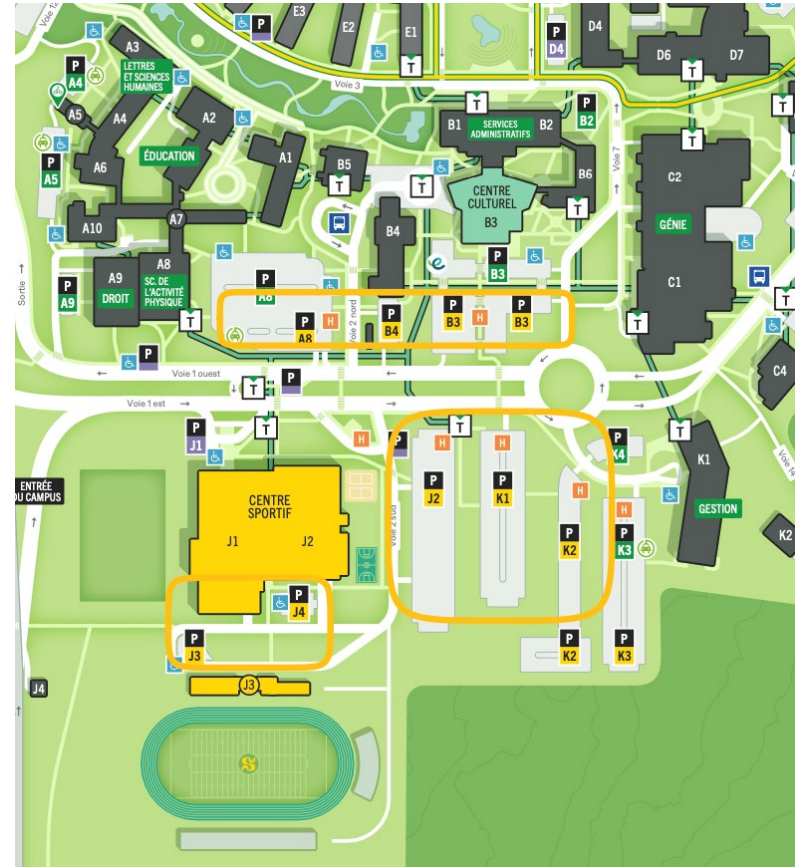 Voie 12
P
E3
E2
E1
D4
P
D4
D6
D7
A3
P
A4
LETTRES
ET SCIENCES
HUMAINES
T
Voie 3
T
A5
A4
A2
T
B1
SERVICES
ADMINISTRATIFS
B2
P
B2
T
P
A5
ÉDUCATION
A1
B5
A6
T
T
CENTRE
CULTUREL
B3
B6
Voie 7
C2
A10
A7
T
GÉNIE
B4
A9
DROIT
A8
SC. DE
L'ACTIVITÉ
PHYSIQUE
P
A8
P
B3
Sortie
P
A9
C1
T
P
A8
H
P
B4
P
B3
H
P
B3
T
T
Voie 2 nord
P
Voie 1 ouest
T
P
C4
Voie 1 est
P
J1
T
H
P
T
P
K4
T
K1
Voie 14
ENTRÉE
DU CAMPUS
CENTRE
SPORTIF
J1
J2
Voie 2 sud
H
P
J2
H
P
K1
H
H
GESTION
P
K2
P
K3
K2
P
J4
P
J3
P
K2
P
K3
J4
J3
S